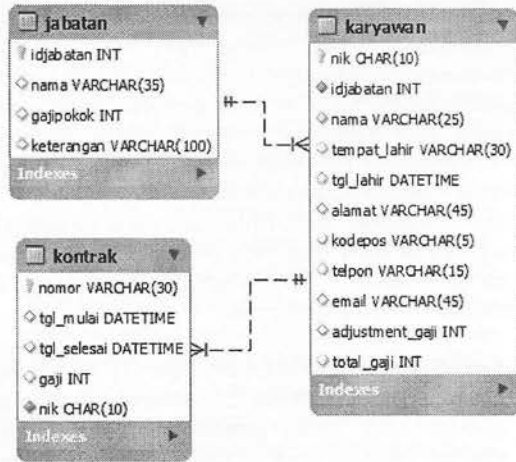 jabatan
idjabatan INT
nama VARCHAR(35)
gajipokok INT
keterangan VARCHAR(100)
Indexes
karyawan
nik CHAR(10)
idjabatan INT
nama VARCHAR(25)
tempat_lahir VARCHAR(30)
tgl_lahir DATETIME
alamat VARCHAR(45)
kodepos VARCHAR(5)
telpon VARCHAR(15)
email VARCHAR(45)
adjustment_gaji INT
total_gaji INT
Indexes
kontrak
nomor VARCHAR(30)
tgl_mulai DATETIME
tgl_selesai DATETIME
gaji INT
nik CHAR(10)
Indexes